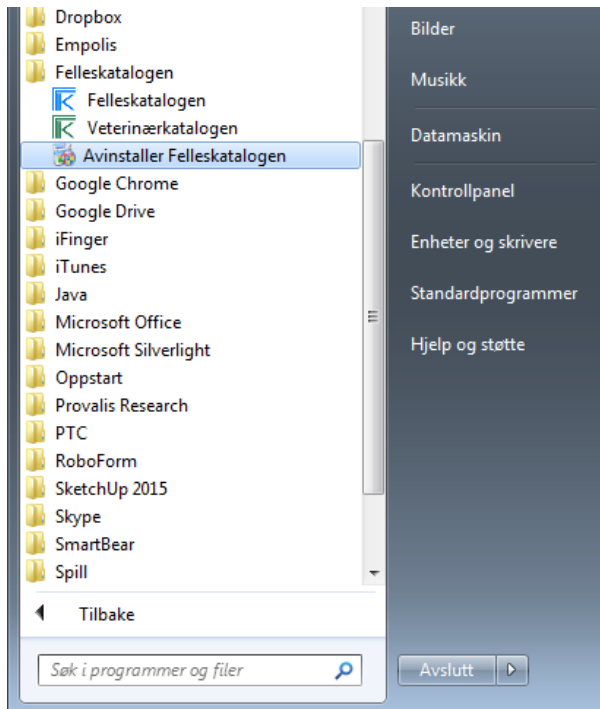 Dropbox
Empolis
Felleskatalogen
Felleskatalogen
Veterinærkatalogen
Avinstaller Felleskatalogen
Google Chrome
Google Drive
iFinger
iTunes
Java
Microsoft Office
Microsoft Silverlight
Oppstart
Provalis Research
PTC
RoboForm
SketchUp 2015
Skype
SmartBear
Spill
Tilbake
Søk i programmer og filer
Bilder
Musikk
Datamaskin
Kontrollpanel
Enheter og skrivere
Standardprogrammer
Hjelp og støtte
Avslutt